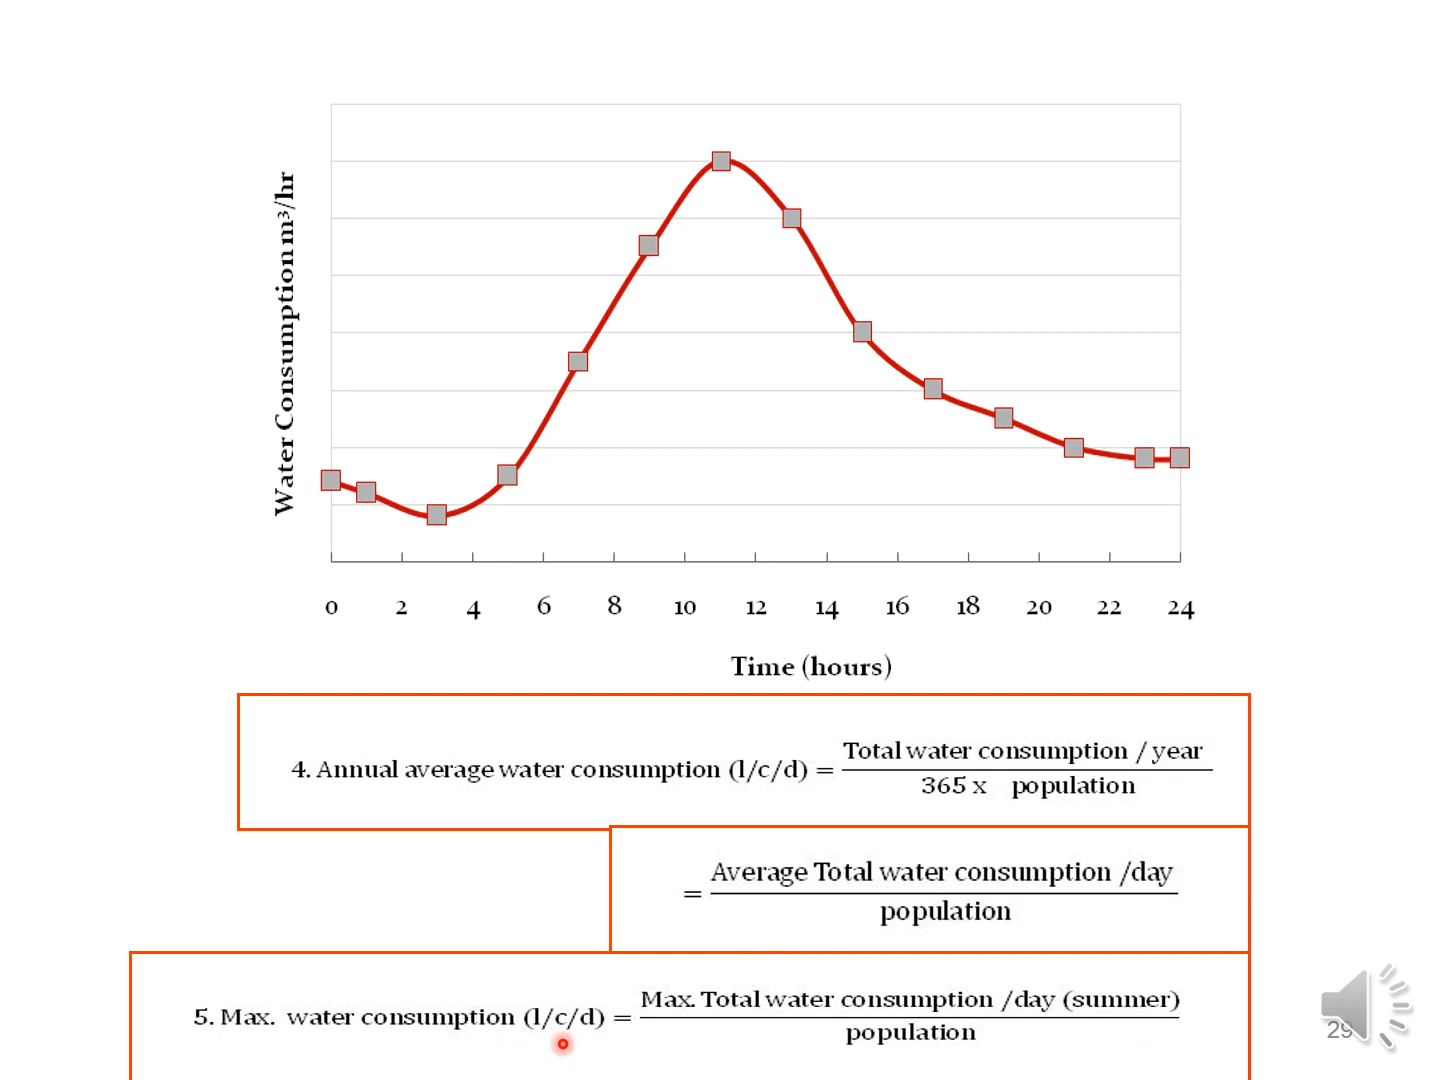 Water Consumption m³/hr
0 2 4 6 8 10 12 14 16 18 20 22 24
Time (hours)
4. Annual average water consumption (l/c/d) = Total water consumption / year
365 x population
= Average Total water consumption /day
population
5. Max. water consumption (l/c/d) = Max. Total water consumption /day (summer)
population
29